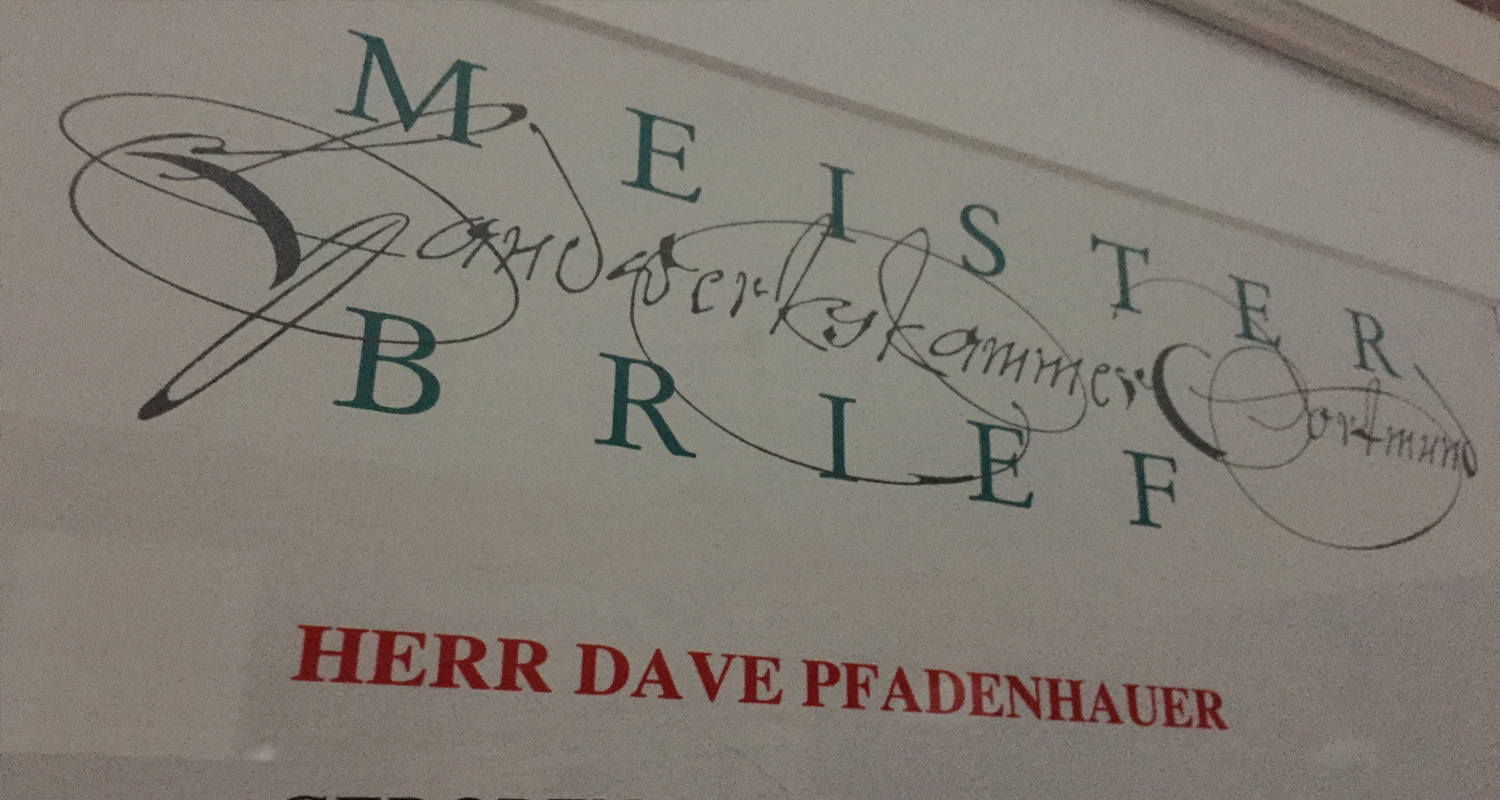 MEISTER
Handwerkskammer Dortmund
BRIEF
HERR DAVE PFADENHAUER